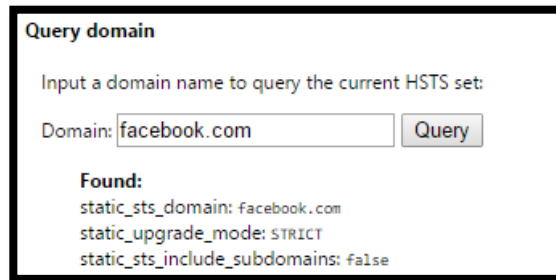 Query domain
Input a domain name to query the current HSTS set:
Domain: facebook.com Query
Found:
static_sts_domain: facebook.com
static_upgrade_mode: STRICT
static_sts_include_subdomains: false